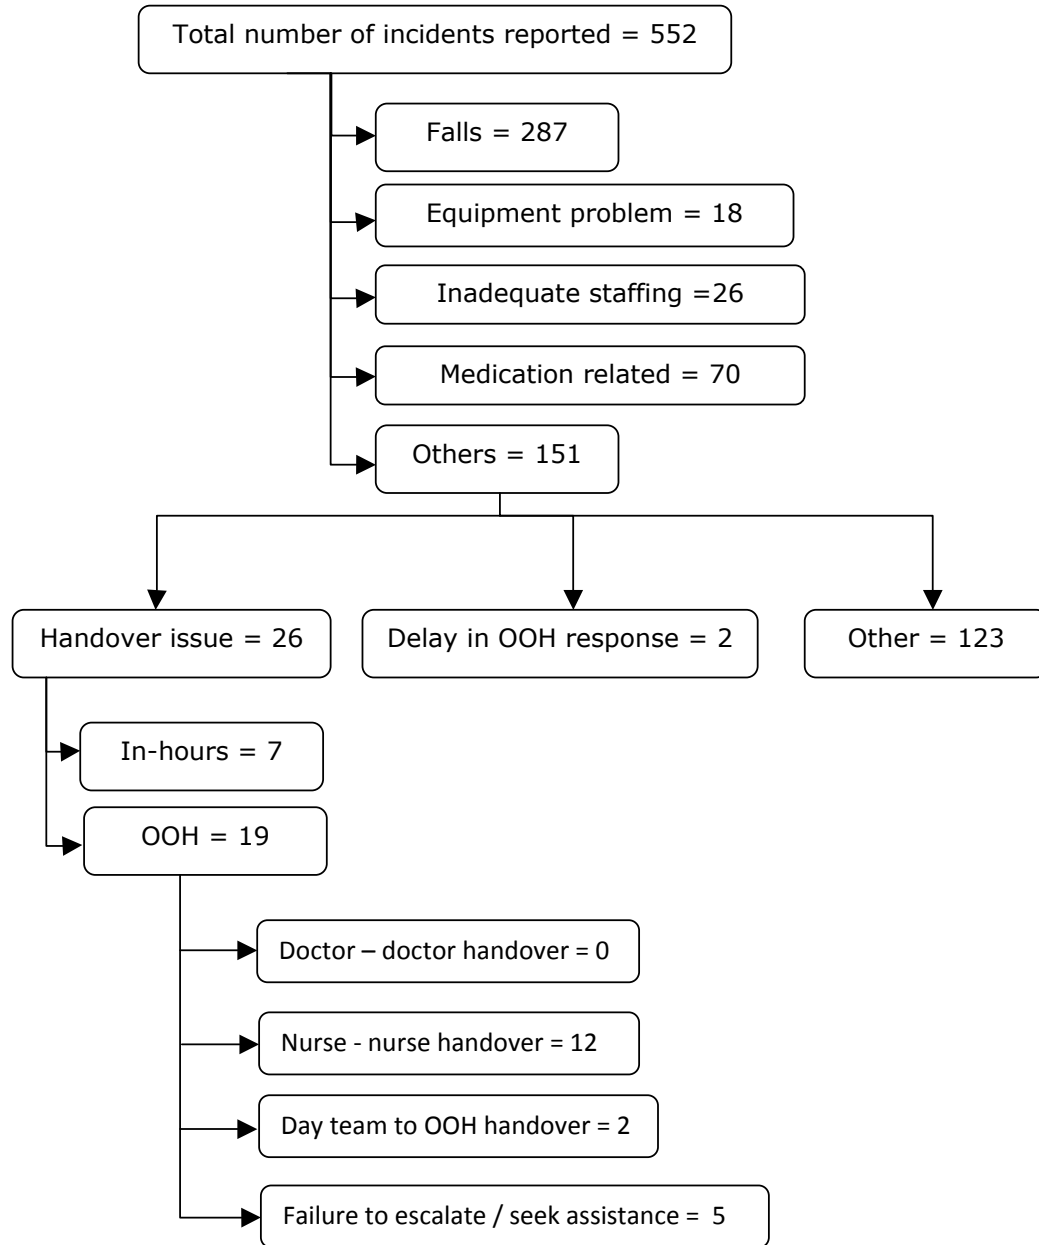 Total number of incidents reported = 552
Falls = 287
Equipment problem = 18
Inadequate staffing =26
Medication related = 70
Others = 151
Handover issue = 26
Delay in OOH response = 2
Other = 123
In-hours = 7
OOH = 19
Doctor – doctor handover = 0
Nurse - nurse handover = 12
Day team to OOH handover = 2
Failure to escalate / seek assistance = 5